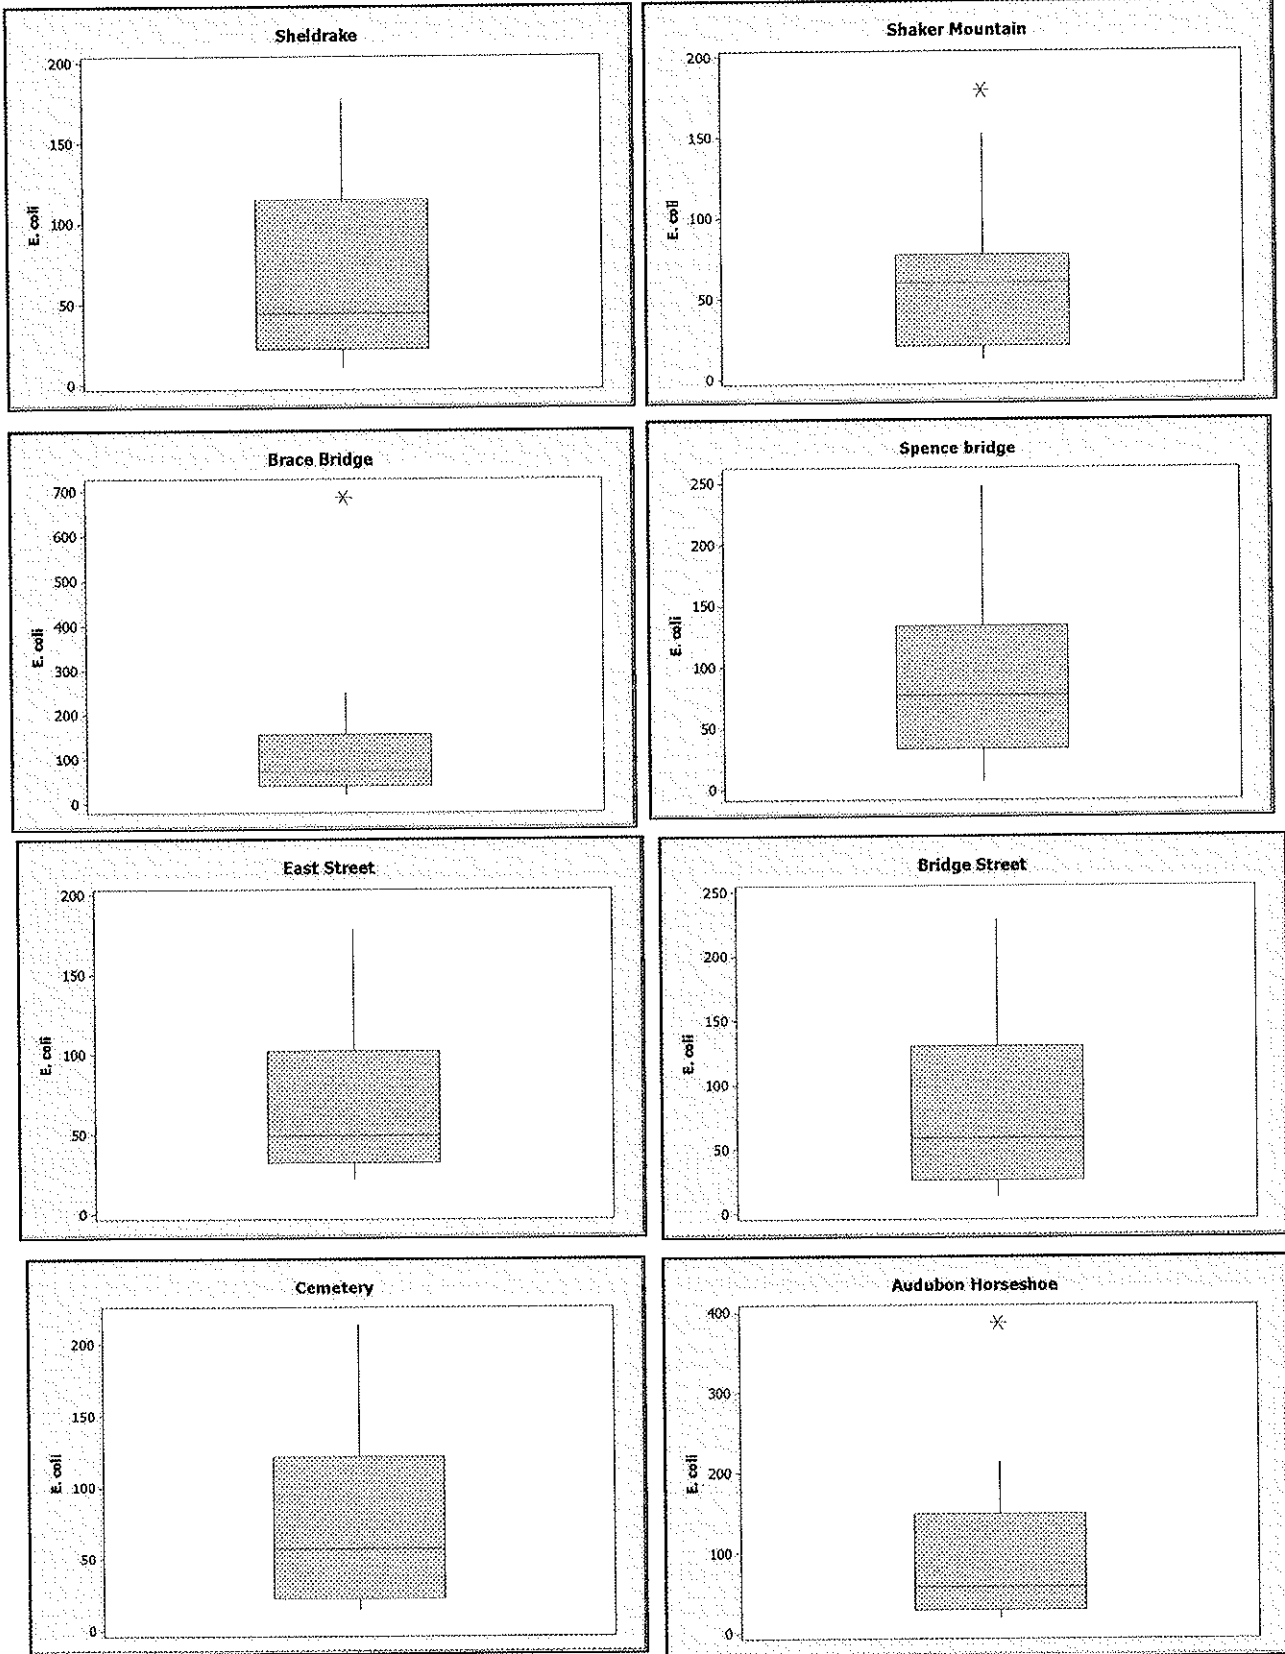 Sheldrake
200
150
100
50
0
E. coli
Shaker Mountain
200
150
100
50
0
E. coli
Brace Bridge
700
600
500
400
300
200
100
0
E. coli
Spence bridge
250
200
150
100
50
0
E. coli
East Street
200
150
100
50
0
E. coli
Bridge Street
250
200
150
100
50
0
E. coli
Cemetery
200
150
100
50
0
E. coli
Audubon Horseshoe
400
300
200
100
0
E. coli